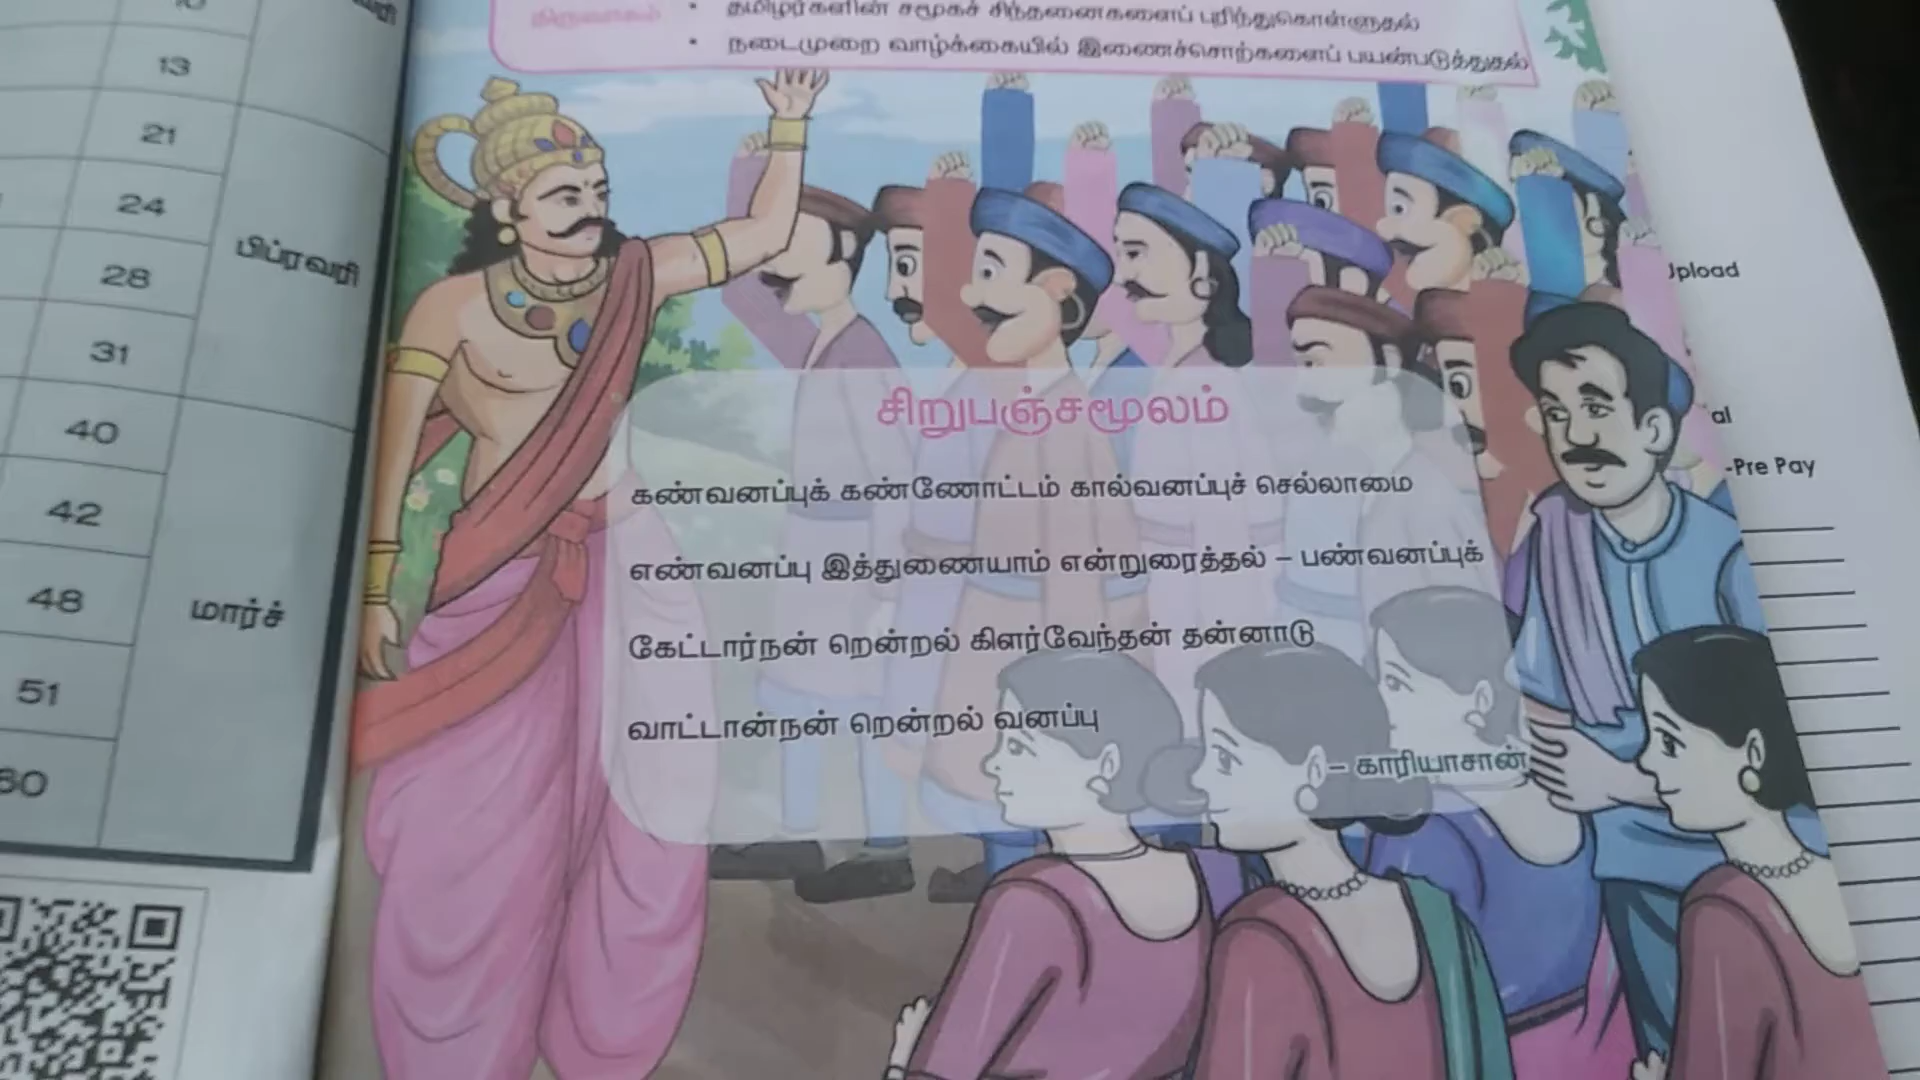 13
21
24
28
31
பிப்ரவரி
40
42
48
51
60
மார்ச்
• தமிழர்களின் சமூகச் சிந்தனைகளைப் புரிந்துகொள்ளுதல்
• நடைமுறை வாழ்க்கையில் இணைச்சொற்களைப் பயன்படுத்துதல்
சிறுபஞ்சமூலம்
கண்வனப்புக் கண்ணோட்டம் கால்வனப்புச் செல்லாமை
எண்வனப்பு இத்துணையாம் என்றுரைத்தல் – பண்வனப்புக்
கேட்டார்நன் றென்றல் கிளர்வேந்தன் தன்னாடு
வாட்டான்நன் றென்றல் வனப்பு
– காரியாசான்
Upload
al
-Pre Pay